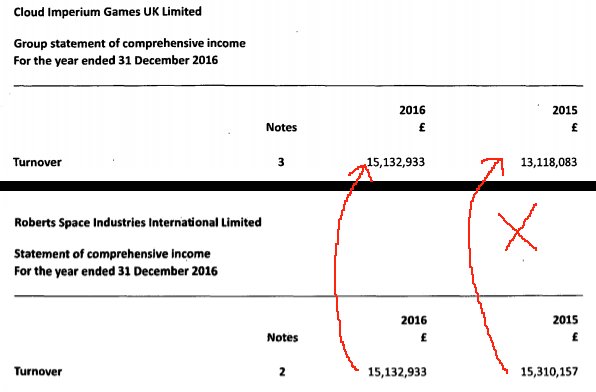 Cloud Imperium Games UK Limited
Group statement of comprehensive income
For the year ended 31 December 2016
2016 2015
Notes £ £
Turnover 3 15,132,933 13,118,083
Roberts Space Industries International Limited
Statement of comprehensive income
For the year ended 31 December 2016
2016 2015
Notes £ £
Turnover 2 15,132,933 15,310,157